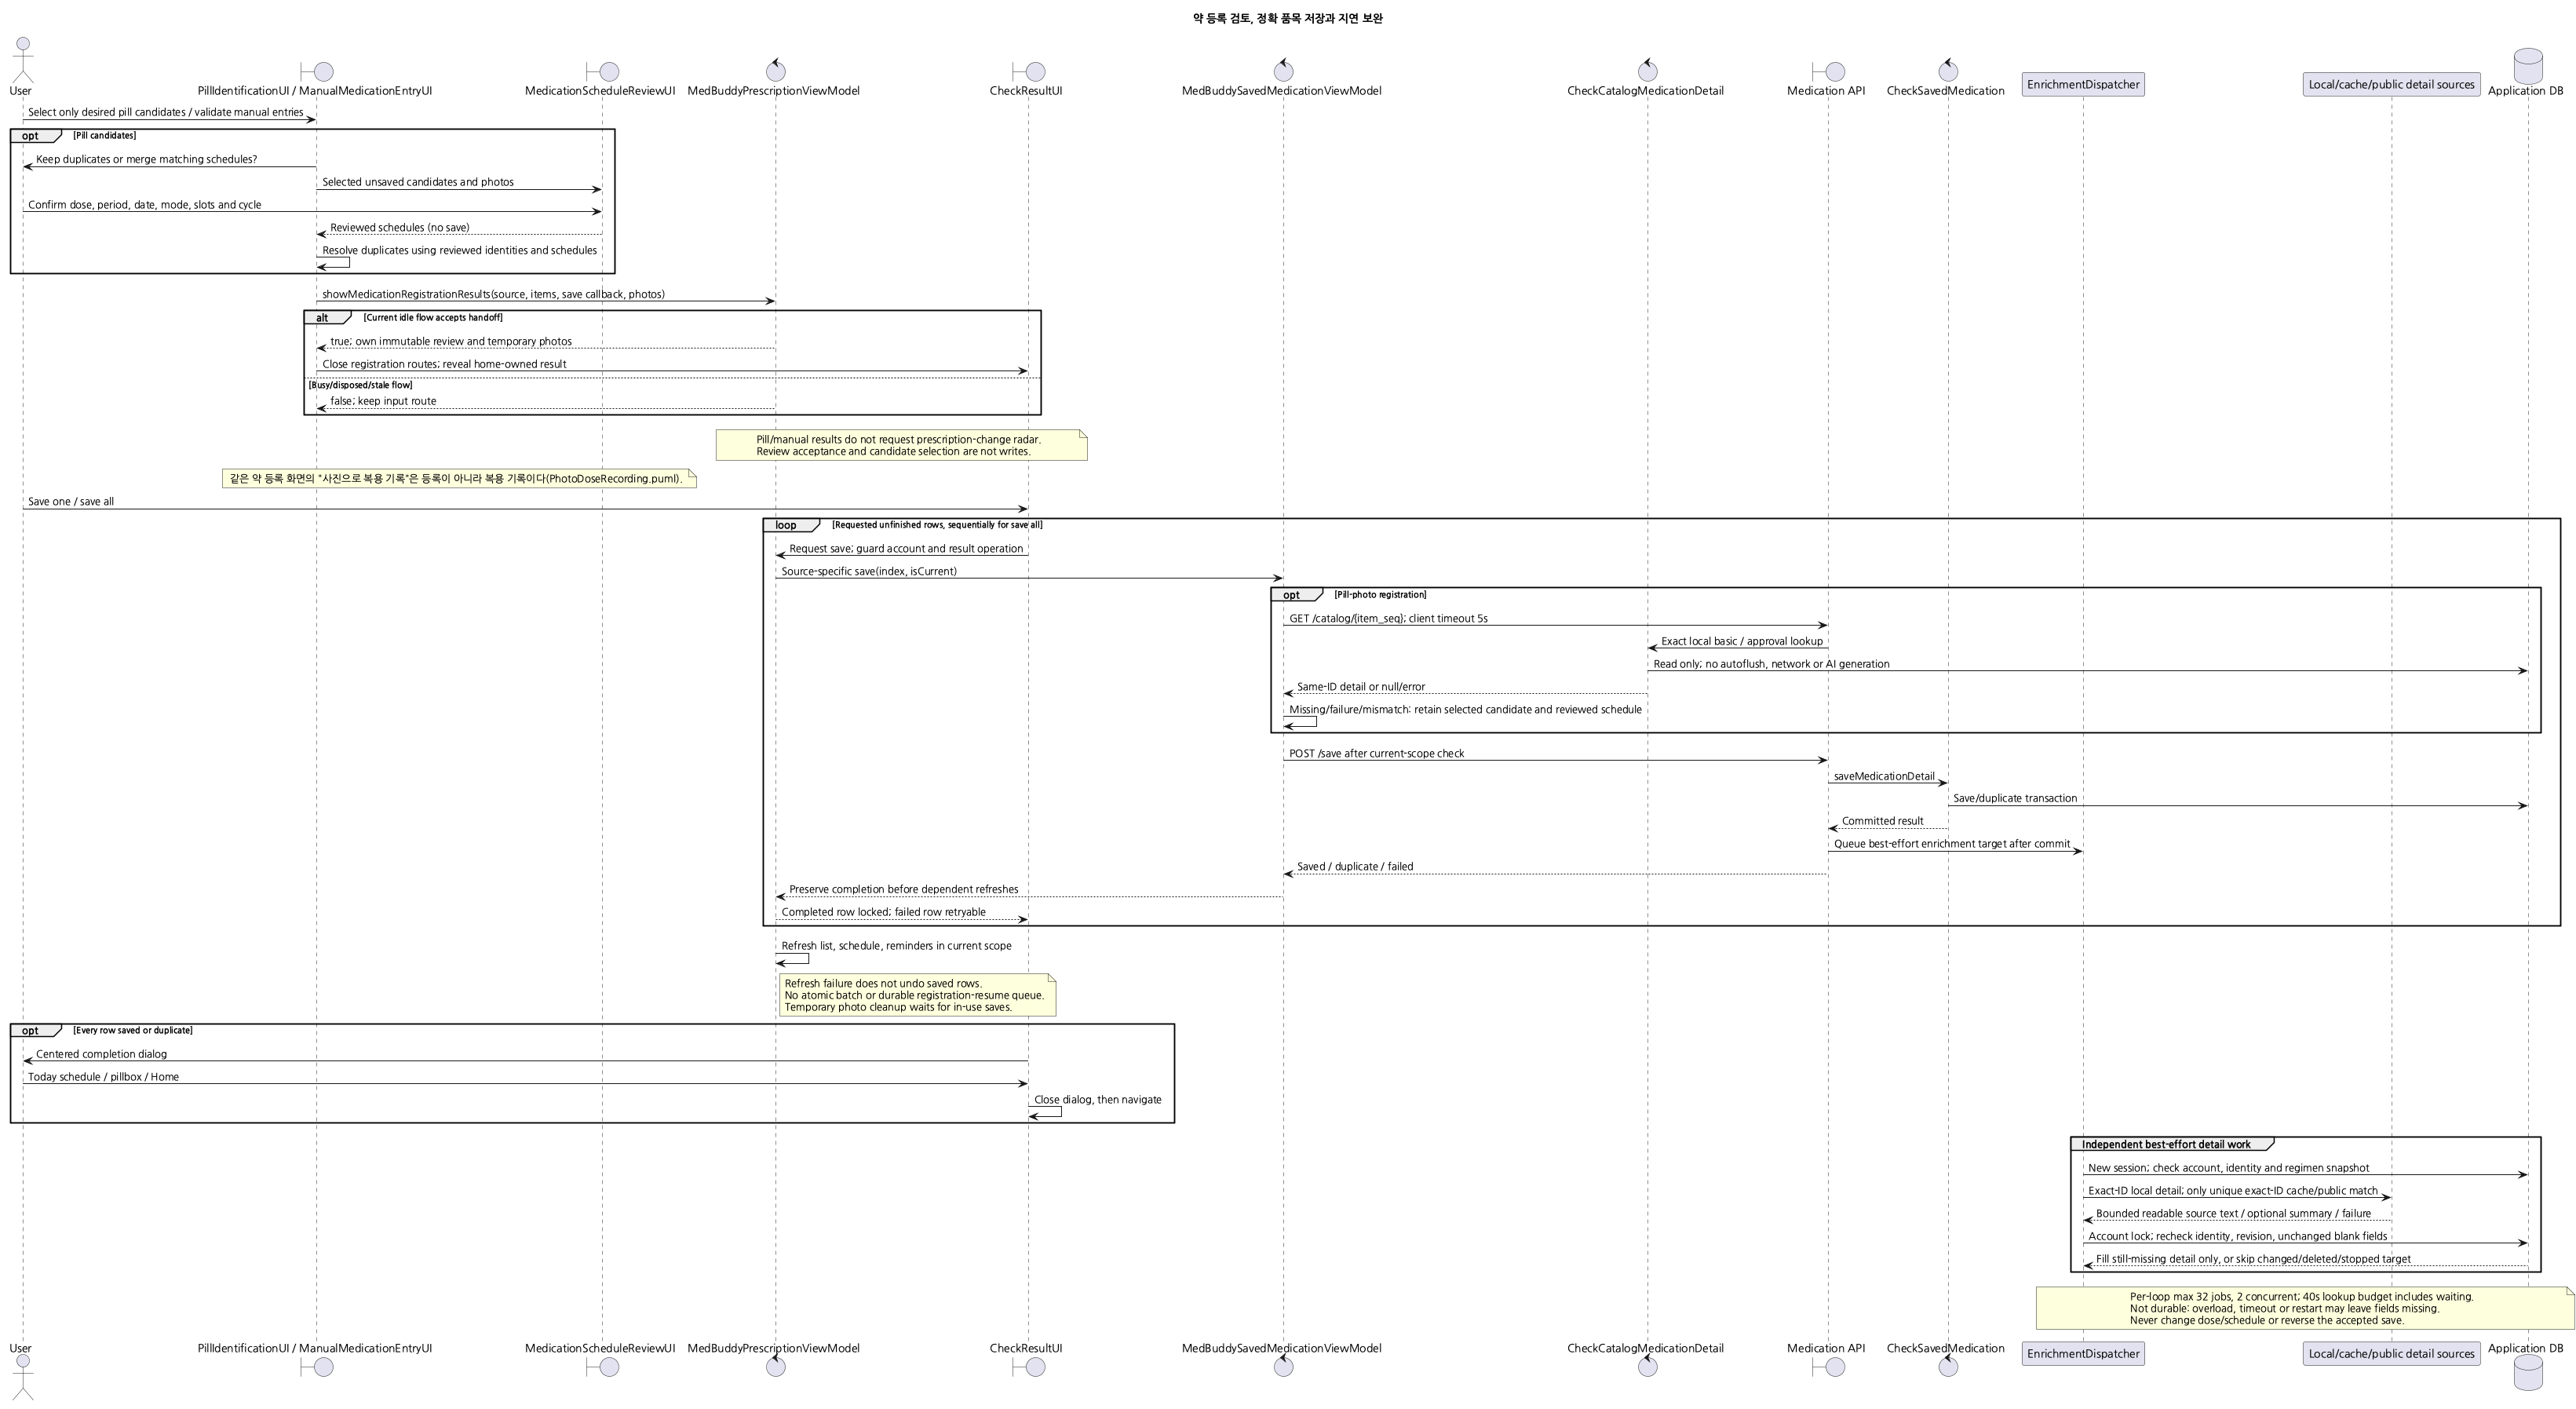 약 등록 검토, 정확 품목 저장과 지연 보완
User
PillIdentificationUI / ManualMedicationEntryUI
MedicationScheduleReviewUI
MedBuddyPrescriptionViewModel
CheckResultUI
MedBuddySavedMedicationViewModel
CheckCatalogMedicationDetail
Medication API
CheckSavedMedication
EnrichmentDispatcher
Local/cache/public detail sources
Application DB
Select only desired pill candidates / validate manual entries
opt [Pill candidates]
Keep duplicates or merge matching schedules?
Selected unsaved candidates and photos
Confirm dose, period, date, mode, slots and cycle
Reviewed schedules (no save)
Resolve duplicates using reviewed identities and schedules
showMedicationRegistrationResults(source, items, save callback, photos)
alt [Current idle flow accepts handoff]
true; own immutable review and temporary photos
Close registration routes; reveal home-owned result
[Busy/disposed/stale flow]
false; keep input route
Pill/manual results do not request prescription-change radar.
Review acceptance and candidate selection are not writes.
같은 약 등록 화면의 "사진으로 복용 기록"은 등록이 아니라 복용 기록이다(PhotoDoseRecording.puml).
Save one / save all
loop [Requested unfinished rows, sequentially for save all]
Request save; guard account and result operation
Source-specific save(index, isCurrent)
opt [Pill-photo registration]
GET /catalog/{item_seq}; client timeout 5s
Exact local basic / approval lookup
Read only; no autoflush, network or AI generation
Same-ID detail or null/error
Missing/failure/mismatch: retain selected candidate and reviewed schedule
POST /save after current-scope check
saveMedicationDetail
Save/duplicate transaction
Committed result
Queue best-effort enrichment target after commit
Saved / duplicate / failed
Preserve completion before dependent refreshes
Completed row locked; failed row retryable
Refresh list, schedule, reminders in current scope
Refresh failure does not undo saved rows.
No atomic batch or durable registration-resume queue.
Temporary photo cleanup waits for in-use saves.
opt [Every row saved or duplicate]
Centered completion dialog
Today schedule / pillbox / Home
Close dialog, then navigate
Independent best-effort detail work
New session; check account, identity and regimen snapshot
Exact-ID local detail; only unique exact-ID cache/public match
Bounded readable source text / optional summary / failure
Account lock; recheck identity, revision, unchanged blank fields
Fill still-missing detail only, or skip changed/deleted/stopped target
Per-loop max 32 jobs, 2 concurrent; 40s lookup budget includes waiting.
Not durable: overload, timeout or restart may leave fields missing.
Never change dose/schedule or reverse the accepted save.
User
PillIdentificationUI / ManualMedicationEntryUI
MedicationScheduleReviewUI
MedBuddyPrescriptionViewModel
CheckResultUI
MedBuddySavedMedicationViewModel
CheckCatalogMedicationDetail
Medication API
CheckSavedMedication
EnrichmentDispatcher
Local/cache/public detail sources
Application DB